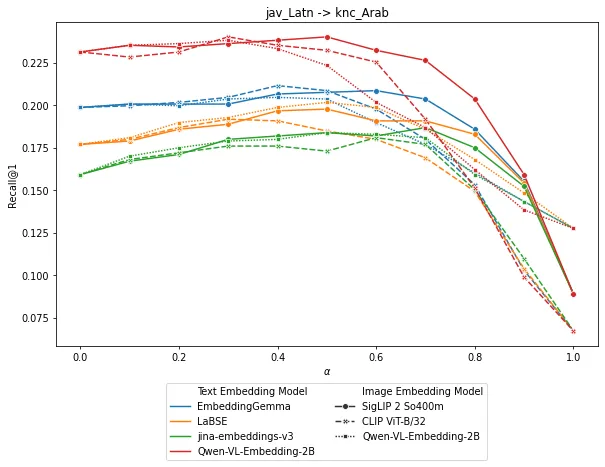 jav_Latn -> knc_Arab
Recall@1
0.225
0.200
0.175
0.150
0.125
0.100
0.075
0.0
0.2
0.4
0.6
0.8
1.0
α
Text Embedding Model
EmbeddingGemma
LaBSE
jina-embeddings-v3
Qwen-VL-Embedding-2B
Image Embedding Model
SigLIP 2 So400m
CLIP ViT-B/32
Qwen-VL-Embedding-2B